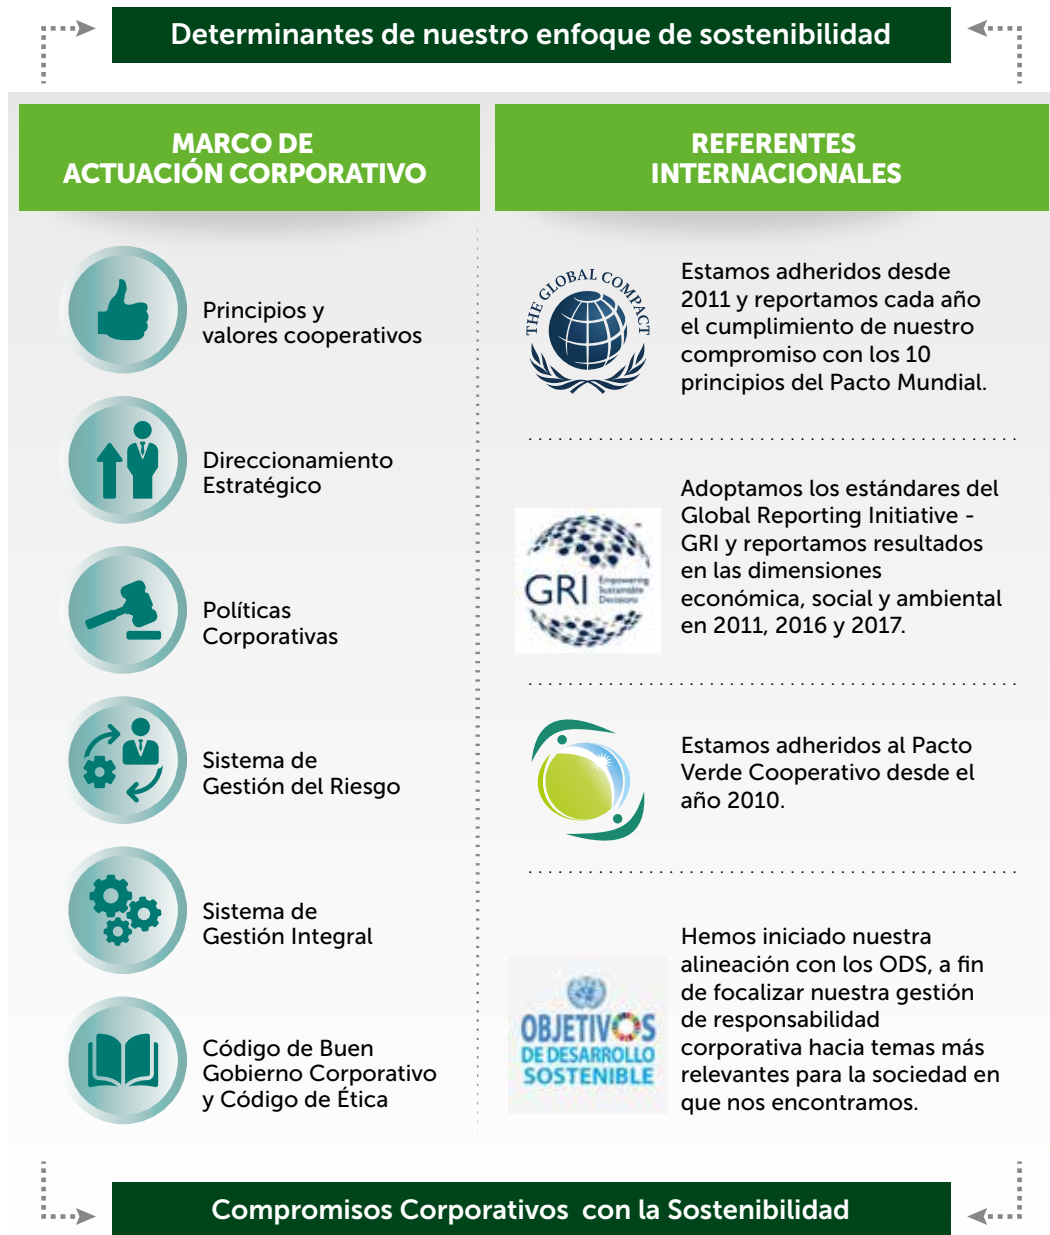 Determinantes de nuestro enfoque de sostenibilidad
MARCO DE
ACTUACIÓN CORPORATIVO
Principios y
valores cooperativos
Direccionamiento
Estratégico
Políticas
Corporativas
Sistema de
Gestión del Riesgo
Sistema de
Gestión Integral
Código de Buen
Gobierno Corporativo
y Código de Ética
REFERENTES
INTERNACIONALES
THE GLOBAL COMPACT
Estamos adheridos desde
2011 y reportamos cada año
el cumplimiento de nuestro
compromiso con los 10
principios del Pacto Mundial.
GRI
Empowering
Sustainable
Decisions
Adoptamos los estándares del
Global Reporting Initiative -
GRI y reportamos resultados
en las dimensiones
económica, social y ambiental
en 2011, 2016 y 2017.
Estamos adheridos al Pacto
Verde Cooperativo desde el
año 2010.
OBJETIVOS
DE DESARROLLO
SOSTENIBLE
Hemos iniciado nuestra
alineación con los ODS, a fin
de focalizar nuestra gestión
de responsabilidad
corporativa hacia temas más
relevantes para la sociedad en
que nos encontramos.
Compromisos Corporativos con la Sostenibilidad